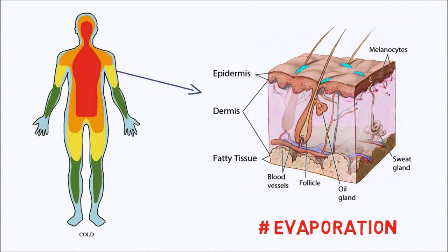 Melanocytes
Epidermis
Dermis
Fatty Tissue
Sweat
gland
Blood
vessels
Follicle
Oil
gland
# EVAPORATION
COLD